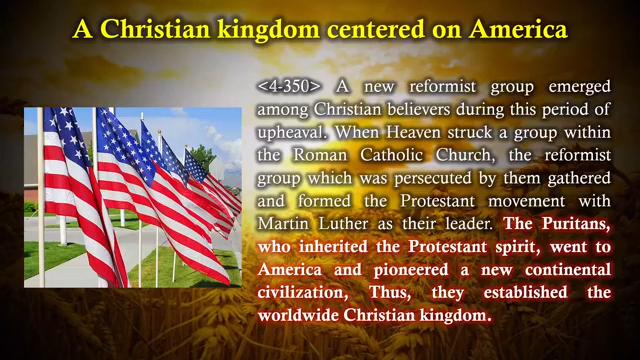 A Christian kingdom centered on America
<4-350> A new reformist group emerged
among Christian believers during this period of
upheaval. When Heaven struck a group within
the Roman Catholic Church, the reformist
group which was persecuted by them gathered
and formed the Protestant movement with
Martin Luther as their leader. The Puritans,
who inherited the Protestant spirit, went to
America and pioneered a new continental
civilization, Thus, they established the
worldwide Christian kingdom.